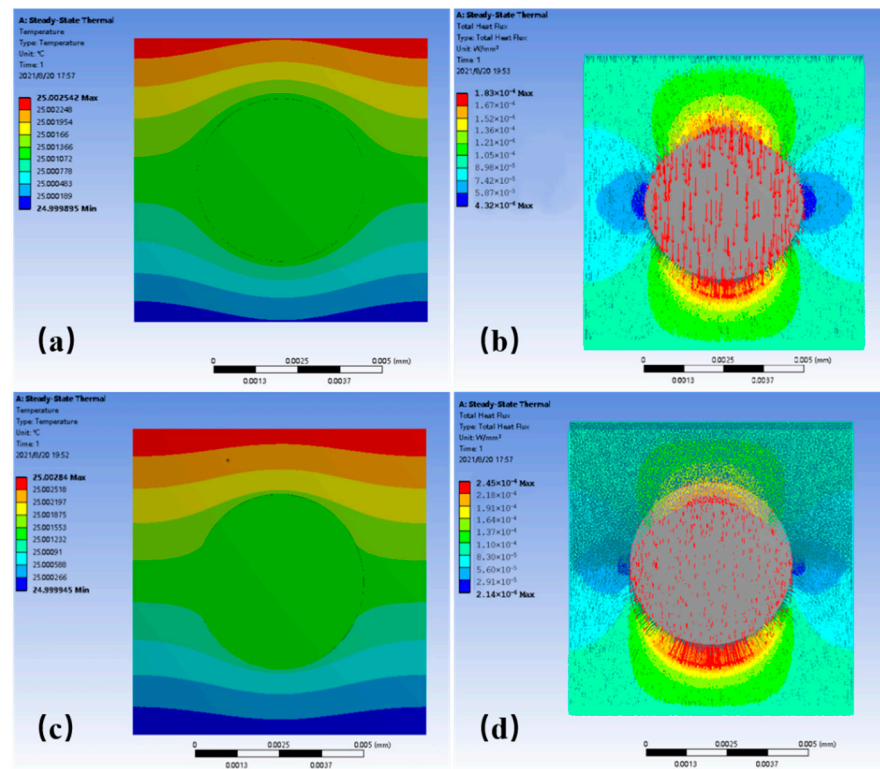 A: Steady-State Thermal
Temperature
Type: Temperature
Unit: °C
Time: 1
2021/8/20 17:57
25.002542 Max
25.002248
25.001954
25.00166
25.001366
25.001072
25.000778
25.000483
25.000189
24.999895 Min
(a)
0 0.0025 0.005 (mm)
0.0013 0.0037
A: Steady-State Thermal
Total Heat Flux
Type: Total Heat Flux
Unit: W/mm²
Time: 1
2021/8/20 19:53
1.83×10⁻⁴ Max
1.67×10⁻⁴
1.52×10⁻⁴
1.36×10⁻⁴
1.21×10⁻⁴
1.05×10⁻⁴
8.98×10⁻⁵
7.42×10⁻⁵
5.87×10⁻⁵
4.32×10⁻⁶ Max
(b)
0 0.0025 0.005 (mm)
0.0013 0.0037
A: Steady-State Thermal
Temperature
Type: Temperature
Unit: °C
Time: 1
2021/8/20 19:52
25.00284 Max
25.002518
25.002197
25.001875
25.001553
25.001232
25.00091
25.000588
25.000266
24.999945 Min
(c)
0 0.0025 0.005 (mm)
0.0013 0.0037
A: Steady-State Thermal
Total Heat Flux
Type: Total Heat Flux
Unit: W/mm²
Time: 1
2021/8/20 17:57
2.45×10⁻⁴ Max
2.18×10⁻⁴
1.91×10⁻⁴
1.64×10⁻⁴
1.37×10⁻⁴
1.10×10⁻⁴
8.30×10⁻⁵
5.60×10⁻⁵
2.91×10⁻⁵
2.14×10⁻⁶ Max
(d)
0 0.0025 0.005 (mm)
0.0013 0.0037